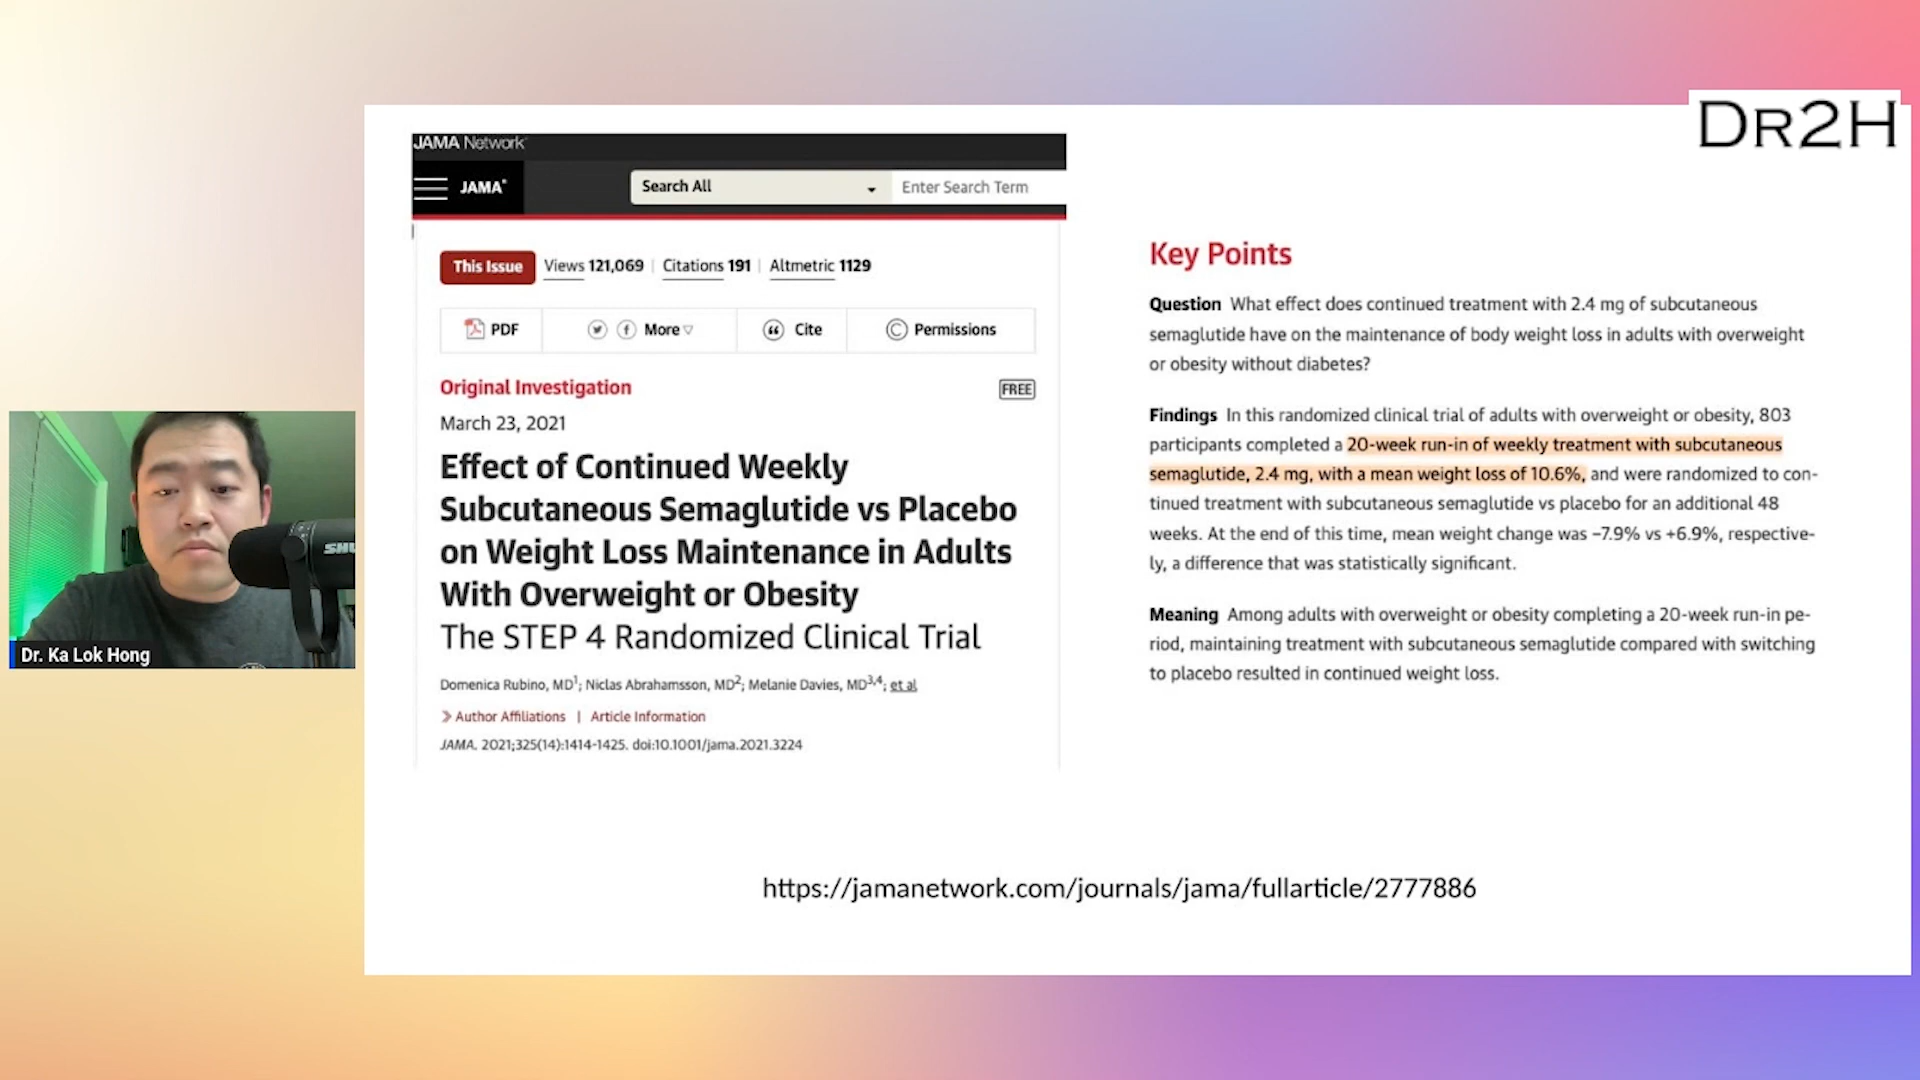 DR2H
JAMA Network
JAMA
Search All
Enter Search Term
This Issue Views 121,069 | Citations 191 | Altmetric 1129
PDF
More
Cite
Permissions
Original Investigation
FREE
March 23, 2021
Effect of Continued Weekly
Subcutaneous Semaglutide vs Placebo
on Weight Loss Maintenance in Adults
With Overweight or Obesity
The STEP 4 Randomized Clinical Trial
Domenica Rubino, MD1; Niclas Abrahamsson, MD2; Melanie Davies, MD3,4; et al
Author Affiliations | Article Information
JAMA. 2021;325(14):1414-1425. doi:10.1001/jama.2021.3224
Key Points
Question What effect does continued treatment with 2.4 mg of subcutaneous
semaglutide have on the maintenance of body weight loss in adults with overweight
or obesity without diabetes?
Findings In this randomized clinical trial of adults with overweight or obesity, 803
participants completed a 20-week run-in of weekly treatment with subcutaneous
semaglutide, 2.4 mg, with a mean weight loss of 10.6%, and were randomized to con-
tinued treatment with subcutaneous semaglutide vs placebo for an additional 48
weeks. At the end of this time, mean weight change was −7.9% vs +6.9%, respective-
ly, a difference that was statistically significant.
Meaning Among adults with overweight or obesity completing a 20-week run-in pe-
riod, maintaining treatment with subcutaneous semaglutide compared with switching
to placebo resulted in continued weight loss.
https://jamanetwork.com/journals/jama/fullarticle/2777886
SHU
Dr. Ka Lok Hong